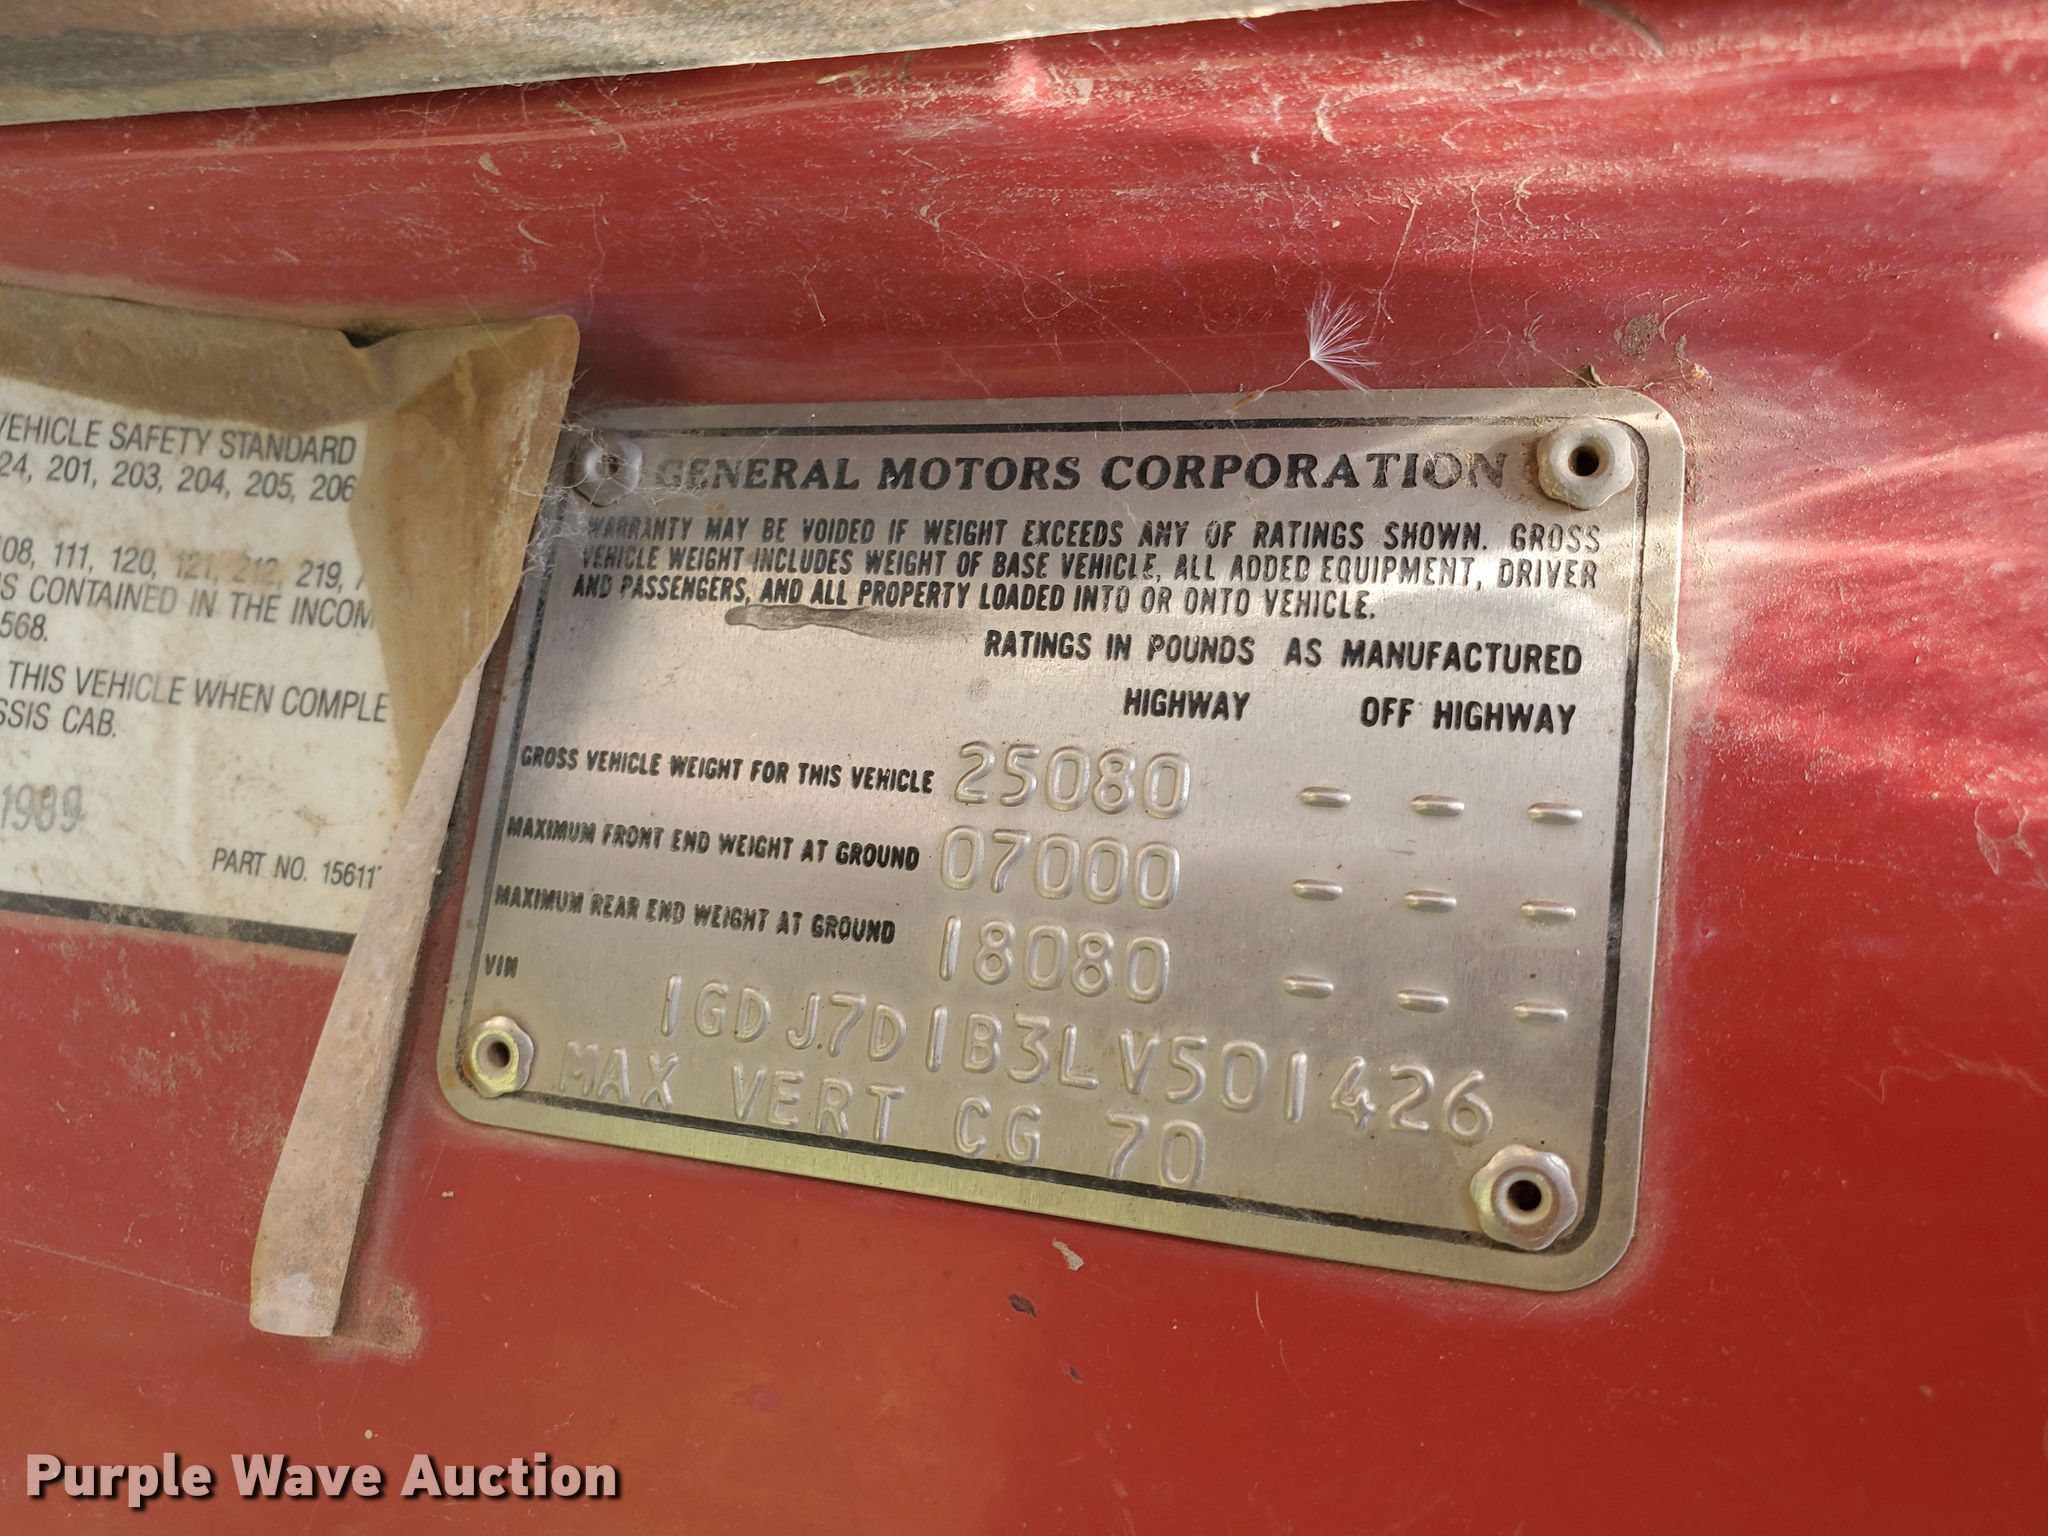 VEHICLE SAFETY STANDARD
24, 201, 203, 204, 205, 206
108, 111, 120, 121, 212, 219,
S CONTAINED IN THE INCOM
568.
THIS VEHICLE WHEN COMPLE
SSIS CAB.
1989
PART NO. 15611
GENERAL MOTORS CORPORATION
WARRANTY MAY BE VOIDED IF WEIGHT EXCEEDS ANY OF RATINGS SHOWN. GROSS
VEHICLE WEIGHT INCLUDES WEIGHT OF BASE VEHICLE, ALL ADDED EQUIPMENT, DRIVER
AND PASSENGERS, AND ALL PROPERTY LOADED INTO OR ONTO VEHICLE.
RATINGS IN POUNDS AS MANUFACTURED
HIGHWAY OFF HIGHWAY
GROSS VEHICLE WEIGHT FOR THIS VEHICLE 25080 - - -
MAXIMUM FRONT END WEIGHT AT GROUND 07000 - - -
MAXIMUM REAR END WEIGHT AT GROUND 18080 - - -
VIN 1GDJ7D1B3LV501426
MAX VERT CG 70
Purple Wave Auction